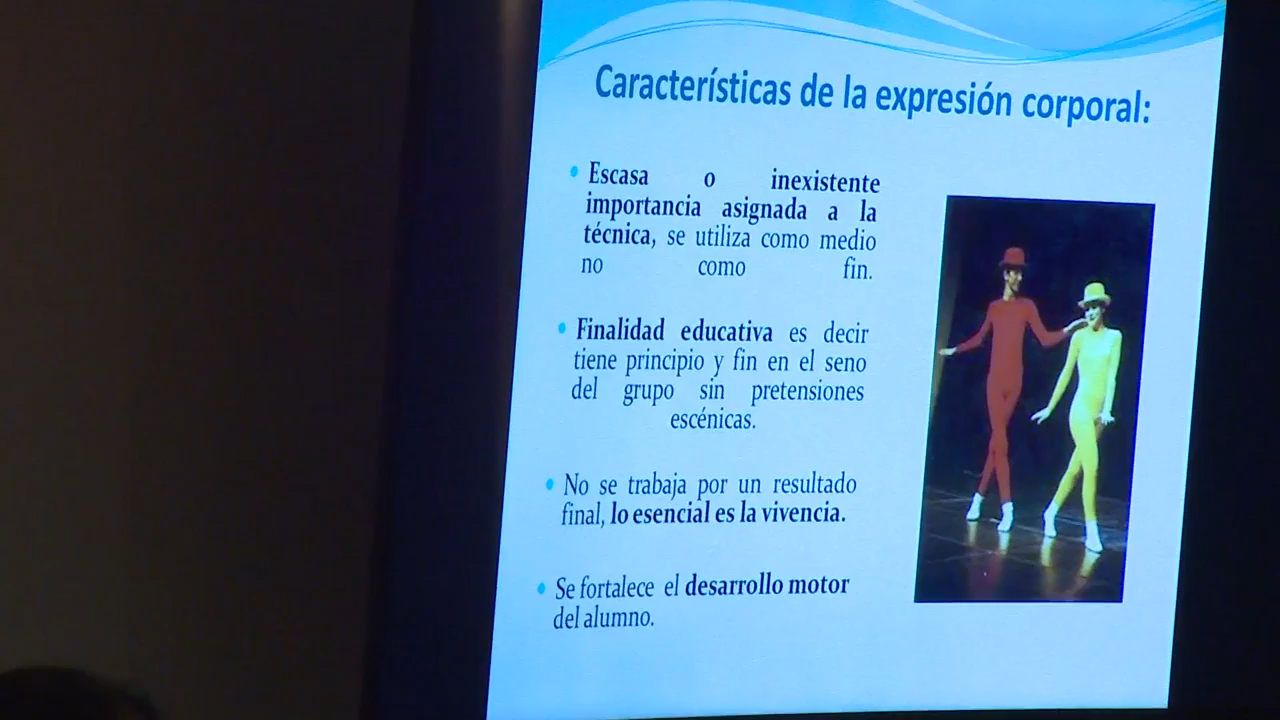 Características de la expresión corporal:
• Escasa o inexistente
importancia asignada a la
técnica, se utiliza como medio
no como fin.
• Finalidad educativa es decir
tiene principio y fin en el seno
del grupo sin pretensiones
escénicas.
• No se trabaja por un resultado
final, lo esencial es la vivencia.
• Se fortalece el desarrollo motor
del alumno.